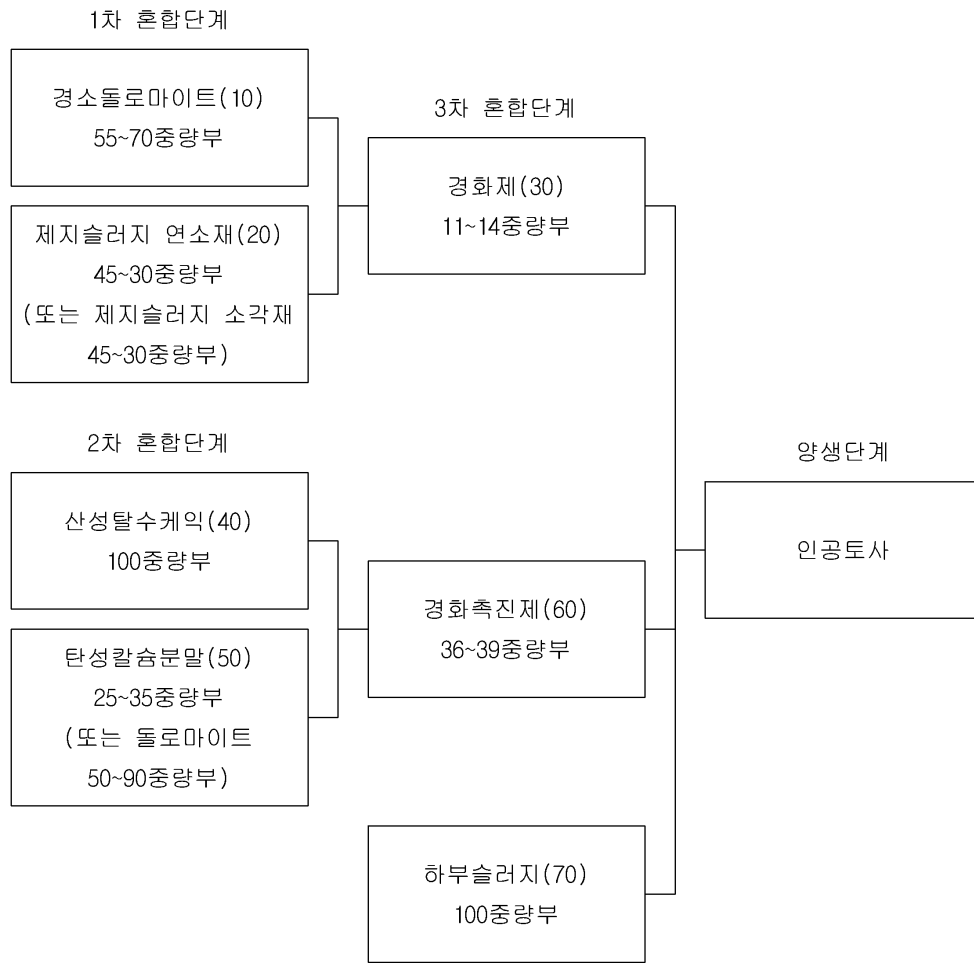 1차 혼합단계
경소돌로마이트(10)
55~70중량부
제지슬러지 연소재(20)
45~30중량부
(또는 제지슬러지 소각재
45~30중량부)
2차 혼합단계
산성탈수케익(40)
100중량부
탄성칼슘분말(50)
25~35중량부
(또는 돌로마이트
50~90중량부)
3차 혼합단계
경화제(30)
11~14중량부
경화촉진제(60)
36~39중량부
하부슬러지(70)
100중량부
양생단계
인공토사